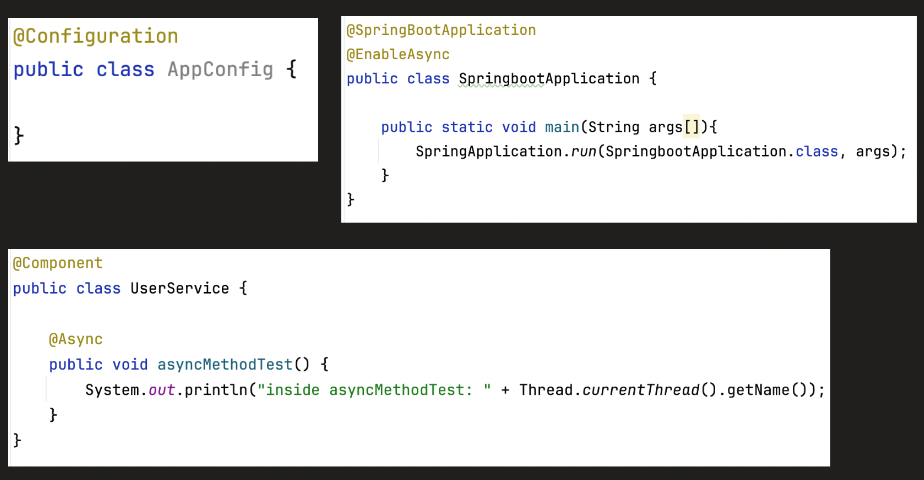 @Configuration
public class AppConfig {
}
@SpringBootApplication
@EnableAsync
public class SpringbootApplication {
public static void main(String args[]){
SpringApplication.run(SpringbootApplication.class, args);
}
}
@Component
public class UserService {
@Async
public void asyncMethodTest() {
System.out.println("inside asyncMethodTest: " + Thread.currentThread().getName());
}
}